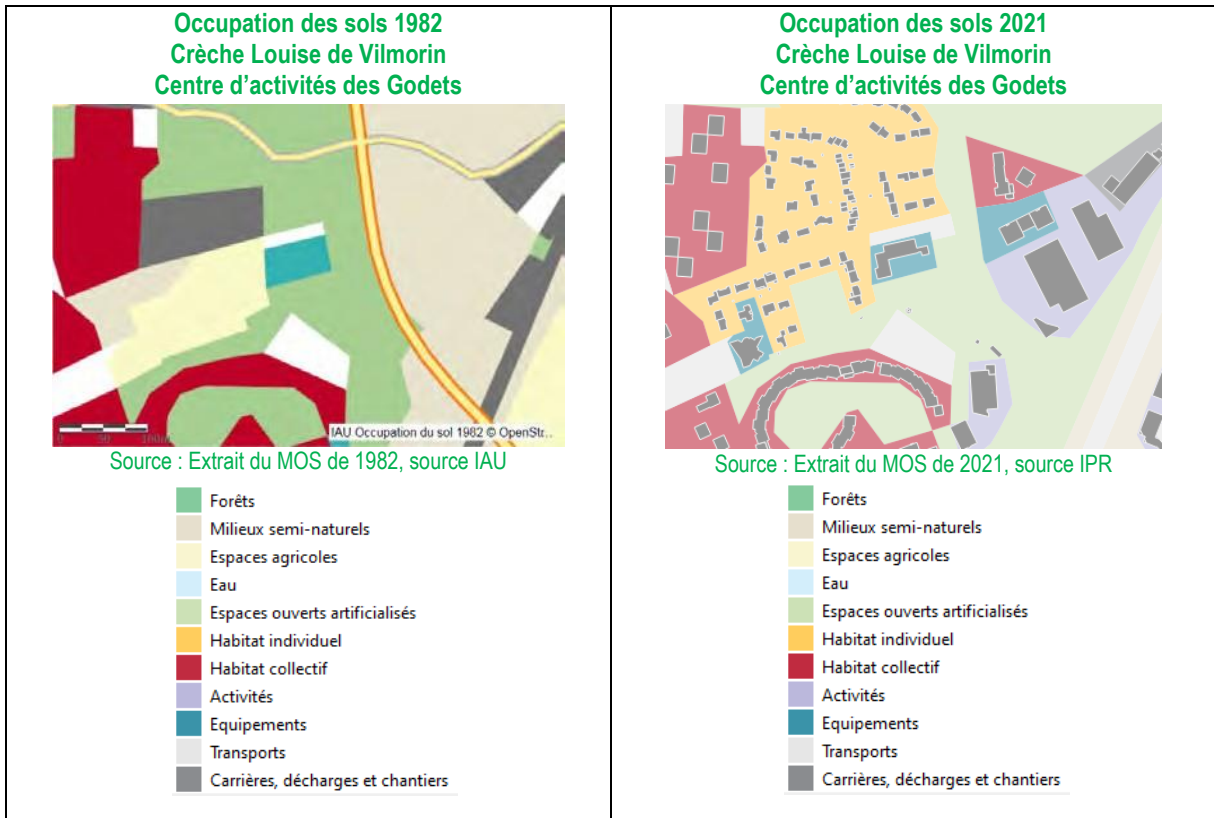 Occupation des sols 1982
Crèche Louise de Vilmorin
Centre d'activités des Godets
0 50 100m
IAU Occupation du sol 1982 © OpenStr...
Source : Extrait du MOS de 1982, source IAU
Forêts
Milieux semi-naturels
Espaces agricoles
Eau
Espaces ouverts artificialisés
Habitat individuel
Habitat collectif
Activités
Equipements
Transports
Carrières, décharges et chantiers
Occupation des sols 2021
Crèche Louise de Vilmorin
Centre d'activités des Godets
Source : Extrait du MOS de 2021, source IPR
Forêts
Milieux semi-naturels
Espaces agricoles
Eau
Espaces ouverts artificialisés
Habitat individuel
Habitat collectif
Activités
Equipements
Transports
Carrières, décharges et chantiers